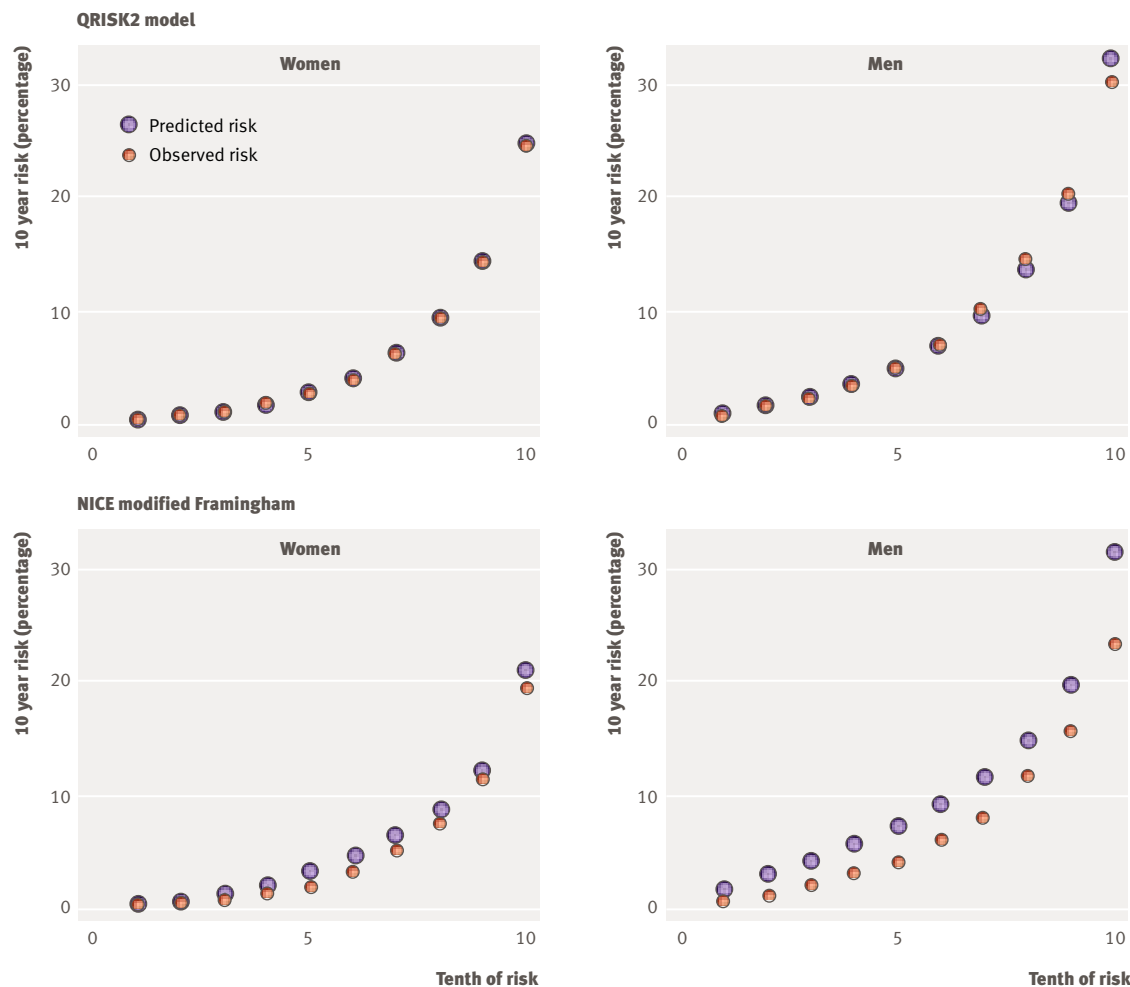 QRISK2 model
10 year risk (percentage)
Women
30
20
10
0
Predicted risk
Observed risk
0 5 10
10 year risk (percentage)
Men
30
20
10
0
0 5 10
NICE modified Framingham
10 year risk (percentage)
Women
30
20
10
0
0 5 10
Tenth of risk
10 year risk (percentage)
Men
30
20
10
0
0 5 10
Tenth of risk